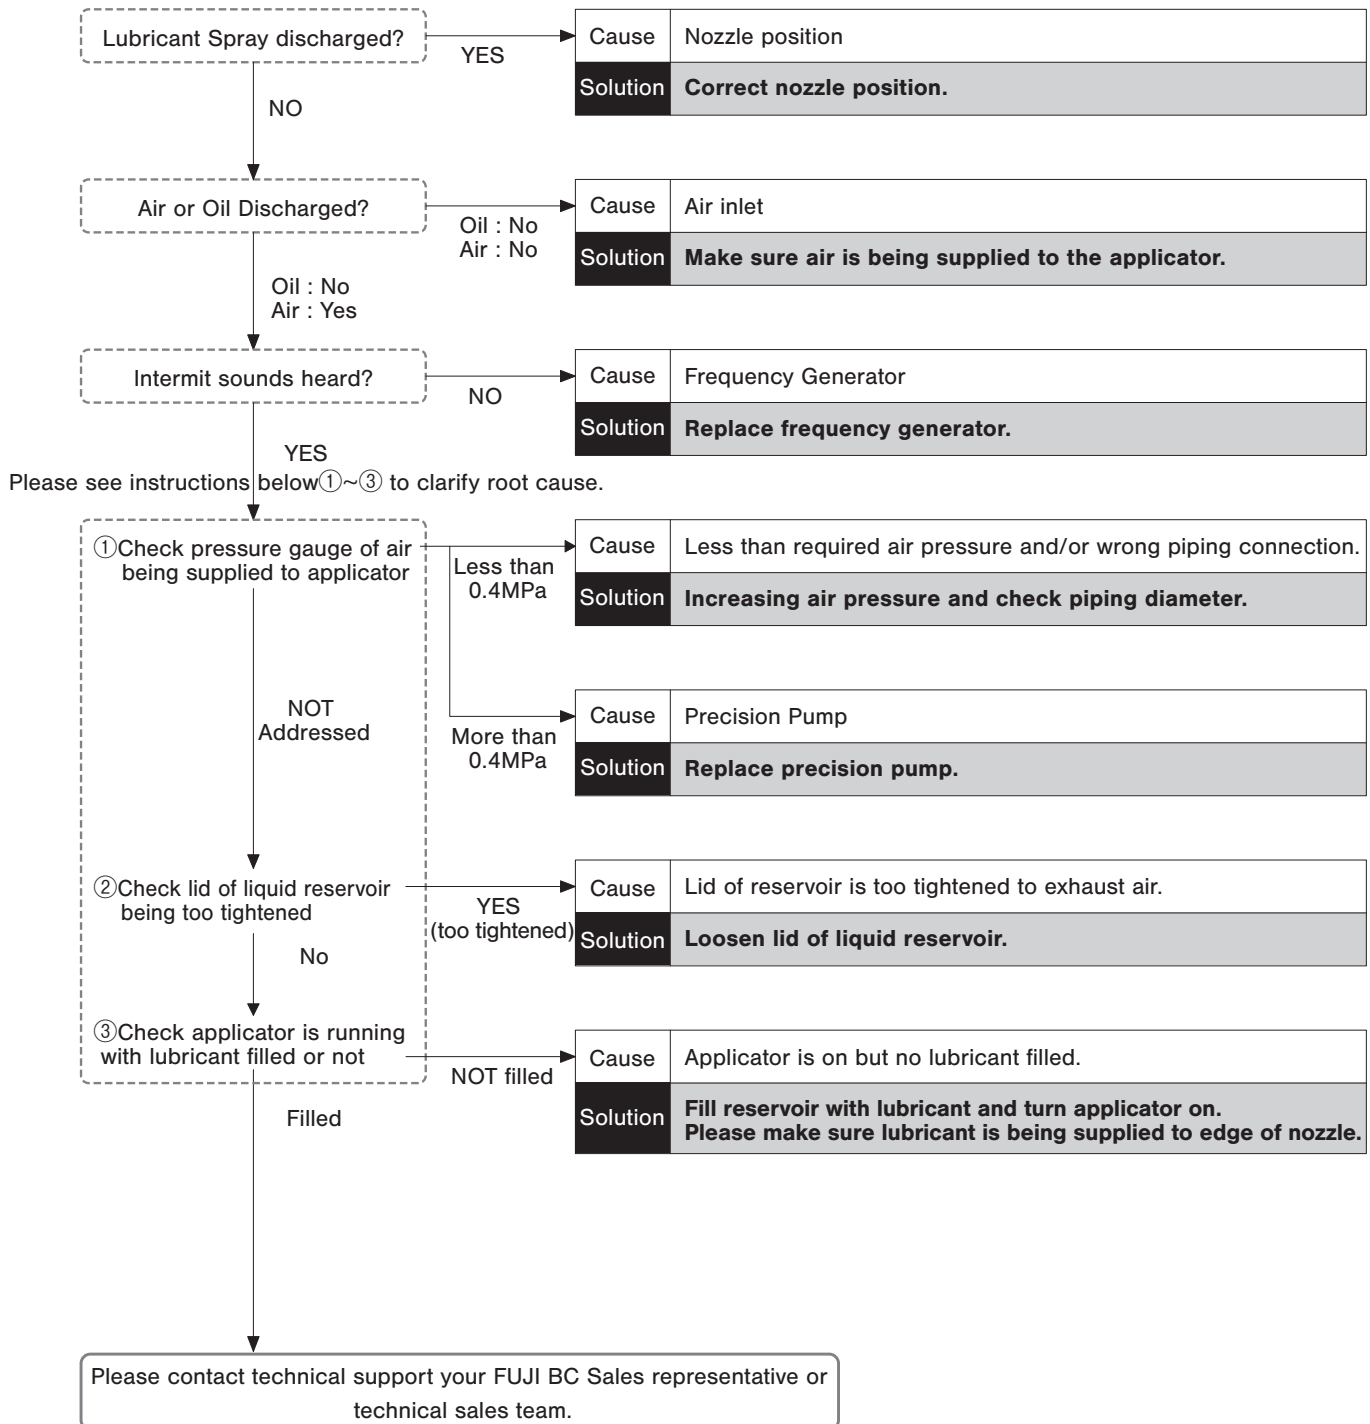 Lubricant Spray discharged?
YES
Cause
Nozzle position
Solution
Correct nozzle position.
NO
Air or Oil Discharged?
Oil : No
Air : No
Cause
Air inlet
Solution
Make sure air is being supplied to the applicator.
Oil : No
Air : Yes
Intermit sounds heard?
NO
Cause
Frequency Generator
Solution
Replace frequency generator.
YES
Please see instructions below①~③ to clarify root cause.
①Check pressure gauge of air
being supplied to applicator
Less than
0.4MPa
Cause
Less than required air pressure and/or wrong piping connection.
Solution
Increasing air pressure and check piping diameter.
NOT
Addressed
More than
0.4MPa
Cause
Precision Pump
Solution
Replace precision pump.
②Check lid of liquid reservoir
being too tightened
YES
(too tightened)
Cause
Lid of reservoir is too tightened to exhaust air.
Solution
Loosen lid of liquid reservoir.
No
③Check applicator is running
with lubricant filled or not
NOT filled
Cause
Applicator is on but no lubricant filled.
Solution
Fill reservoir with lubricant and turn applicator on.
Please make sure lubricant is being supplied to edge of nozzle.
Filled
Please contact technical support your FUJI BC Sales representative or
technical sales team.